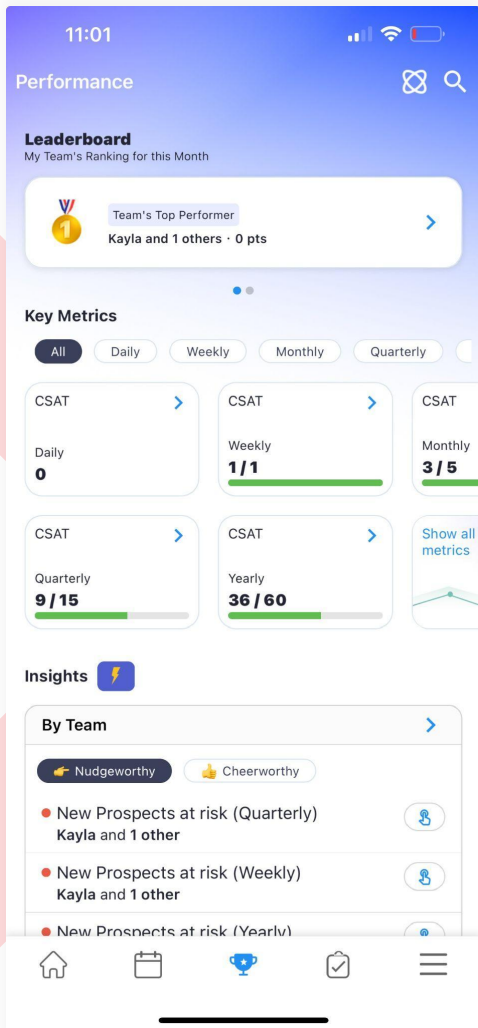 11:01
Performance
Leaderboard
My Team's Ranking for this Month
1
Team's Top Performer
Kayla and 1 others · 0 pts
Key Metrics
All Daily Weekly Monthly Quarterly
CSAT CSAT CSAT
Daily Weekly Monthly
0 1 / 1 3 / 5
CSAT CSAT Show all
metrics
Quarterly Yearly
9 / 15 36 / 60
Insights
By Team
Nudgeworthy Cheerworthy
New Prospects at risk (Quarterly)
Kayla and 1 other
New Prospects at risk (Weekly)
Kayla and 1 other
New Prospects at risk (Yearly)